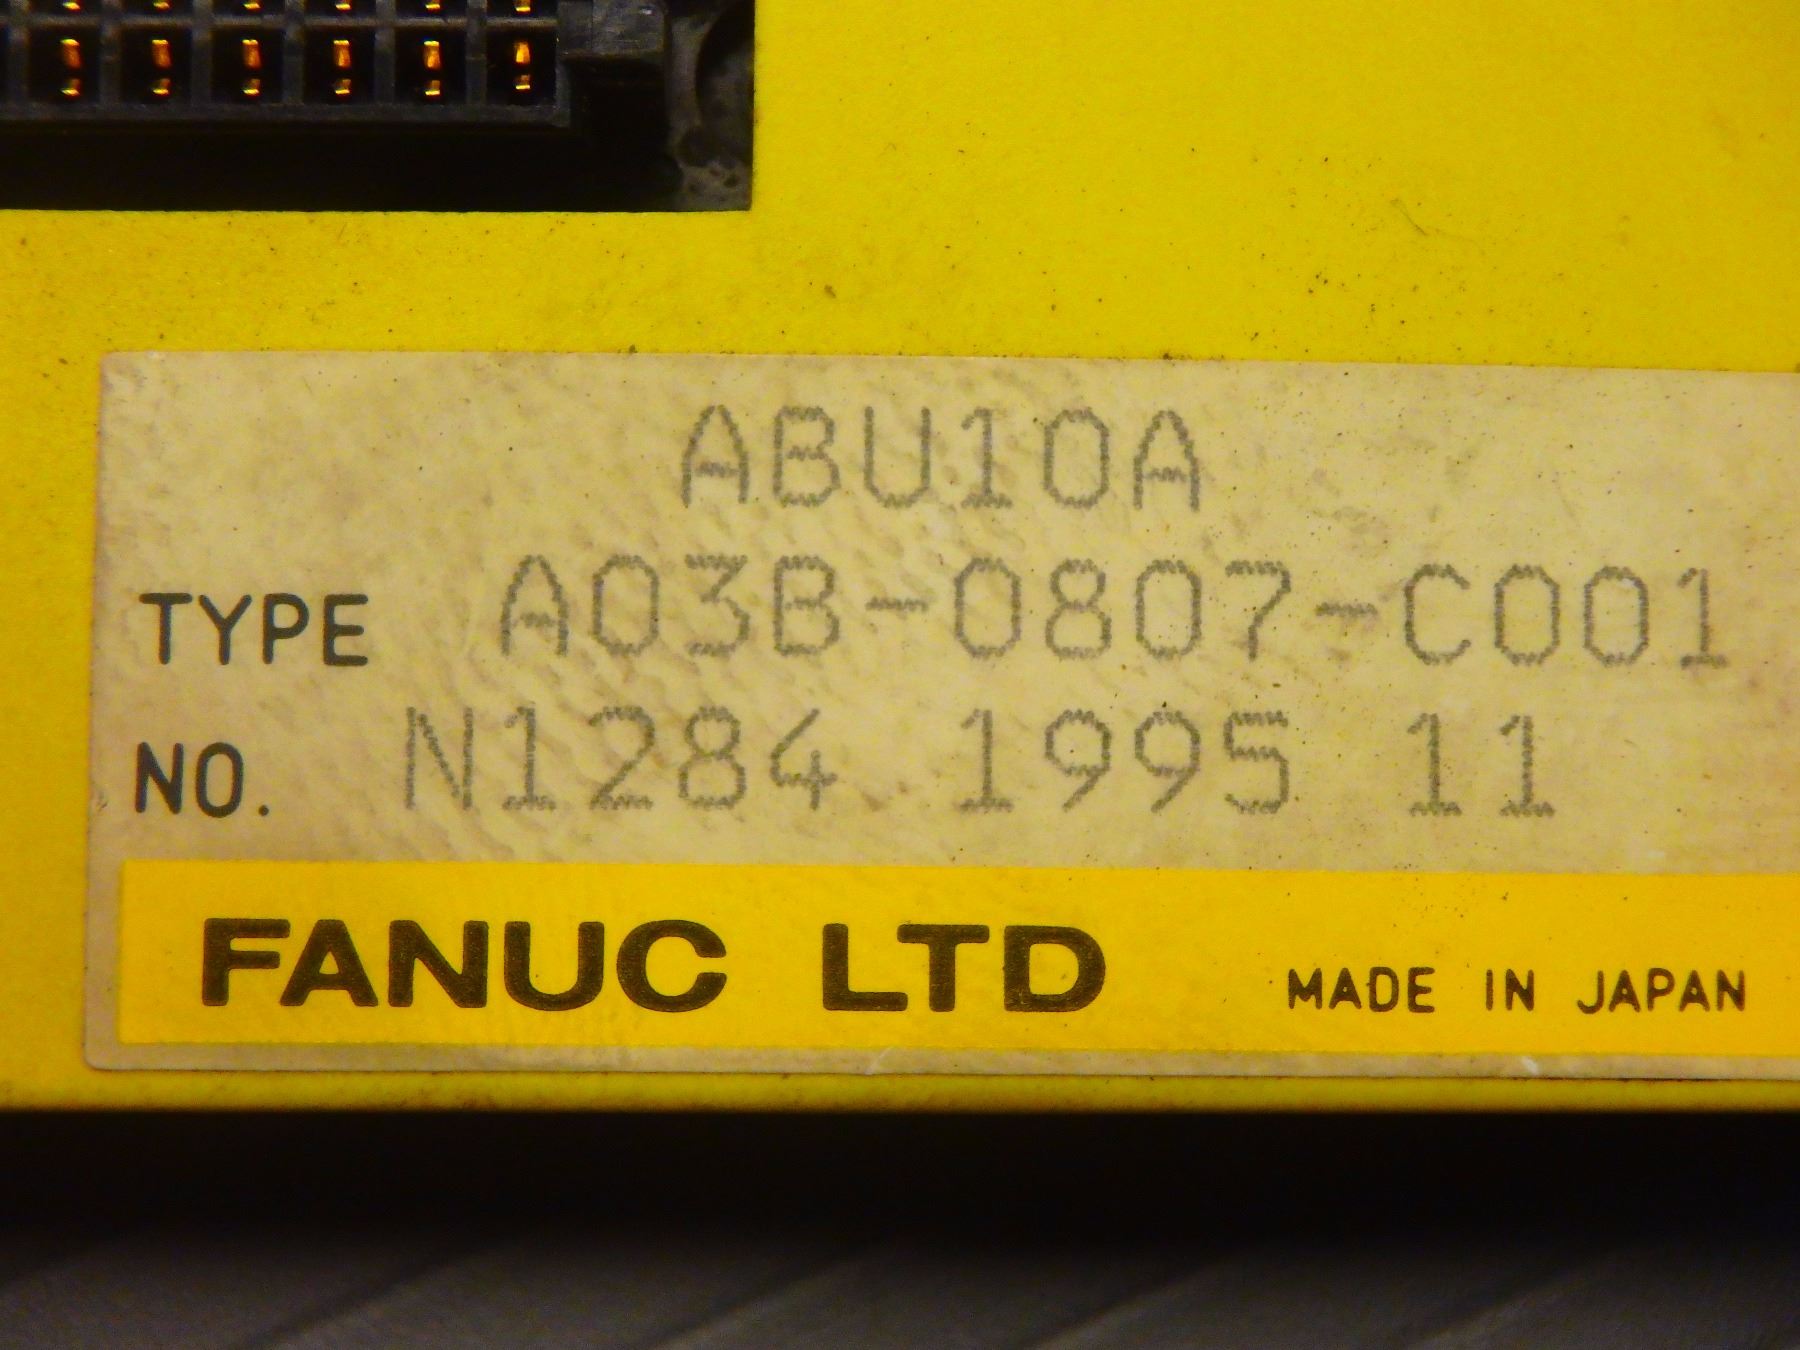 ABU10A
TYPE A03B-0807-C001
NO. N1284 1995 11
FANUC LTD MADE IN JAPAN